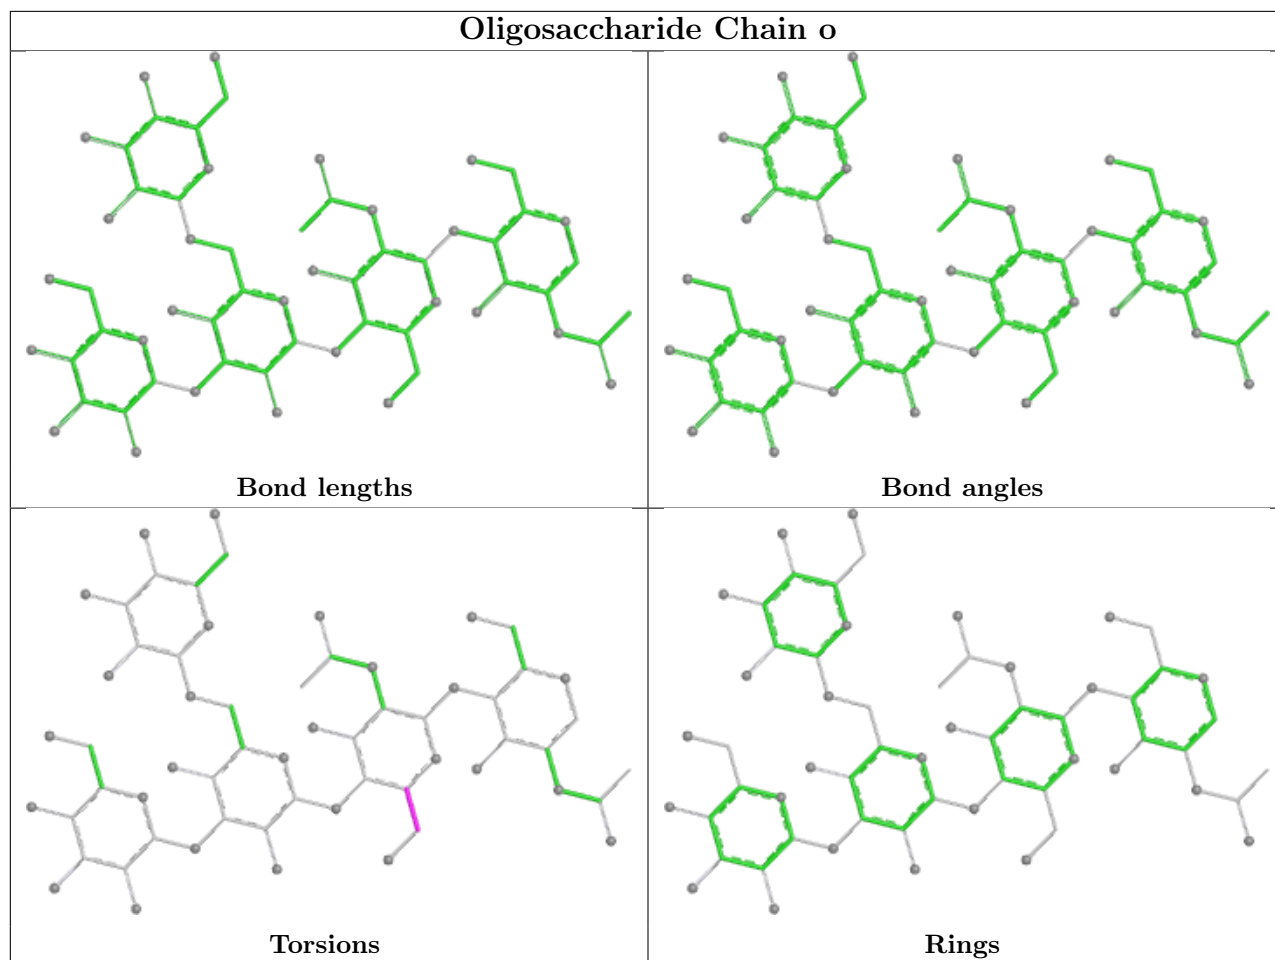 Oligosaccharide Chain o
Bond lengths
Bond angles
Torsions
Rings